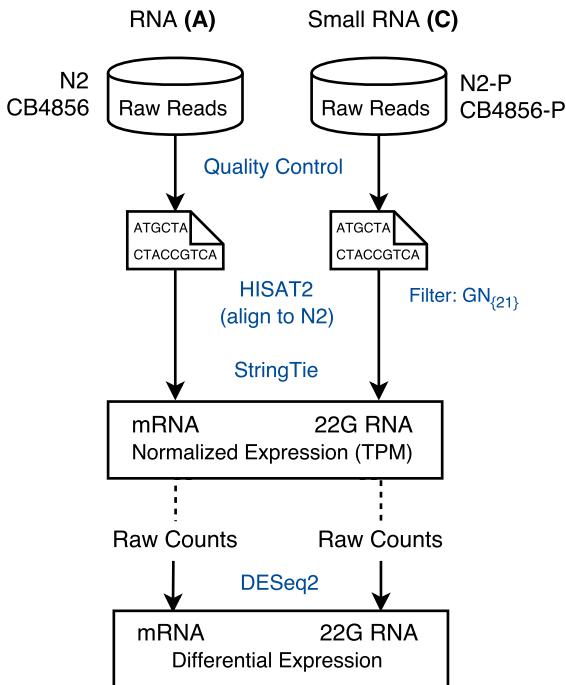 RNA (A)
Small RNA (C)
N2
CB4856
Raw Reads
Raw Reads
N2-P
CB4856-P
Quality Control
ATGCTA
CTACCGTCA
ATGCTA
CTACCGTCA
HISAT2
(align to N2)
Filter: GN{21}
StringTie
mRNA
22G RNA
Normalized Expression (TPM)
Raw Counts
Raw Counts
DESeq2
mRNA
22G RNA
Differential Expression